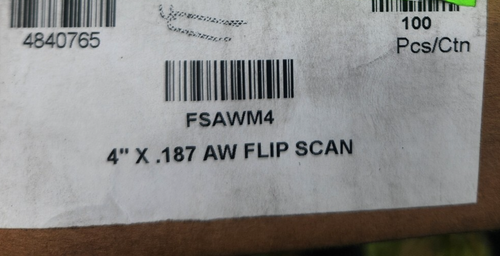 4840765
100
Pcs/Ctn
FSAWM4
4" X .187 AW FLIP SCAN